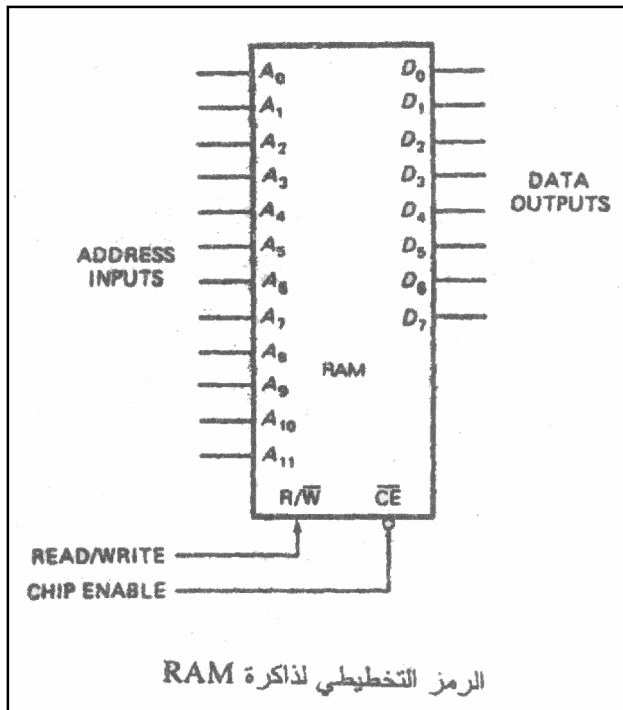 A0 D0
A1 D1
A2 D2
A3 D3
A4 D4
A5 D5
A6 D6
A7 D7
A8
A9
A10
A11
ADDRESS
INPUTS
DATA
OUTPUTS
RAM
R/W̅ C̅E̅
READ/WRITE
CHIP ENABLE
الرمز التخطيطي لذاكرة RAM